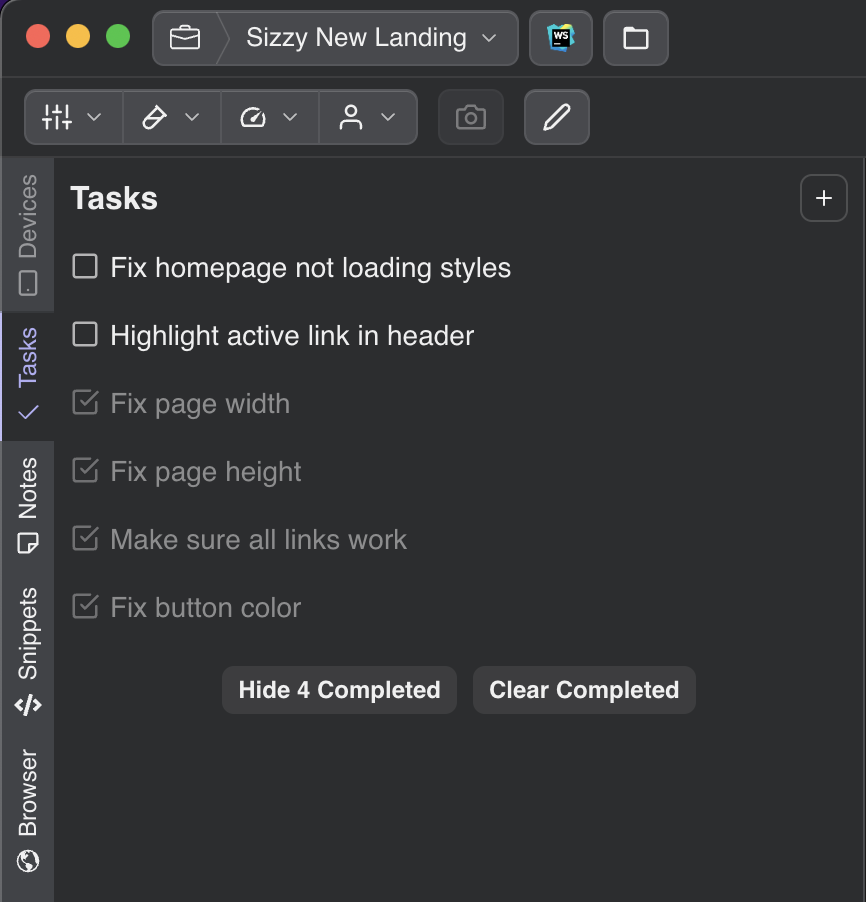 Sizzy New Landing
WS
Devices
Tasks
Notes
Snippets
Browser
Tasks
Fix homepage not loading styles
Highlight active link in header
Fix page width
Fix page height
Make sure all links work
Fix button color
Hide 4 Completed
Clear Completed